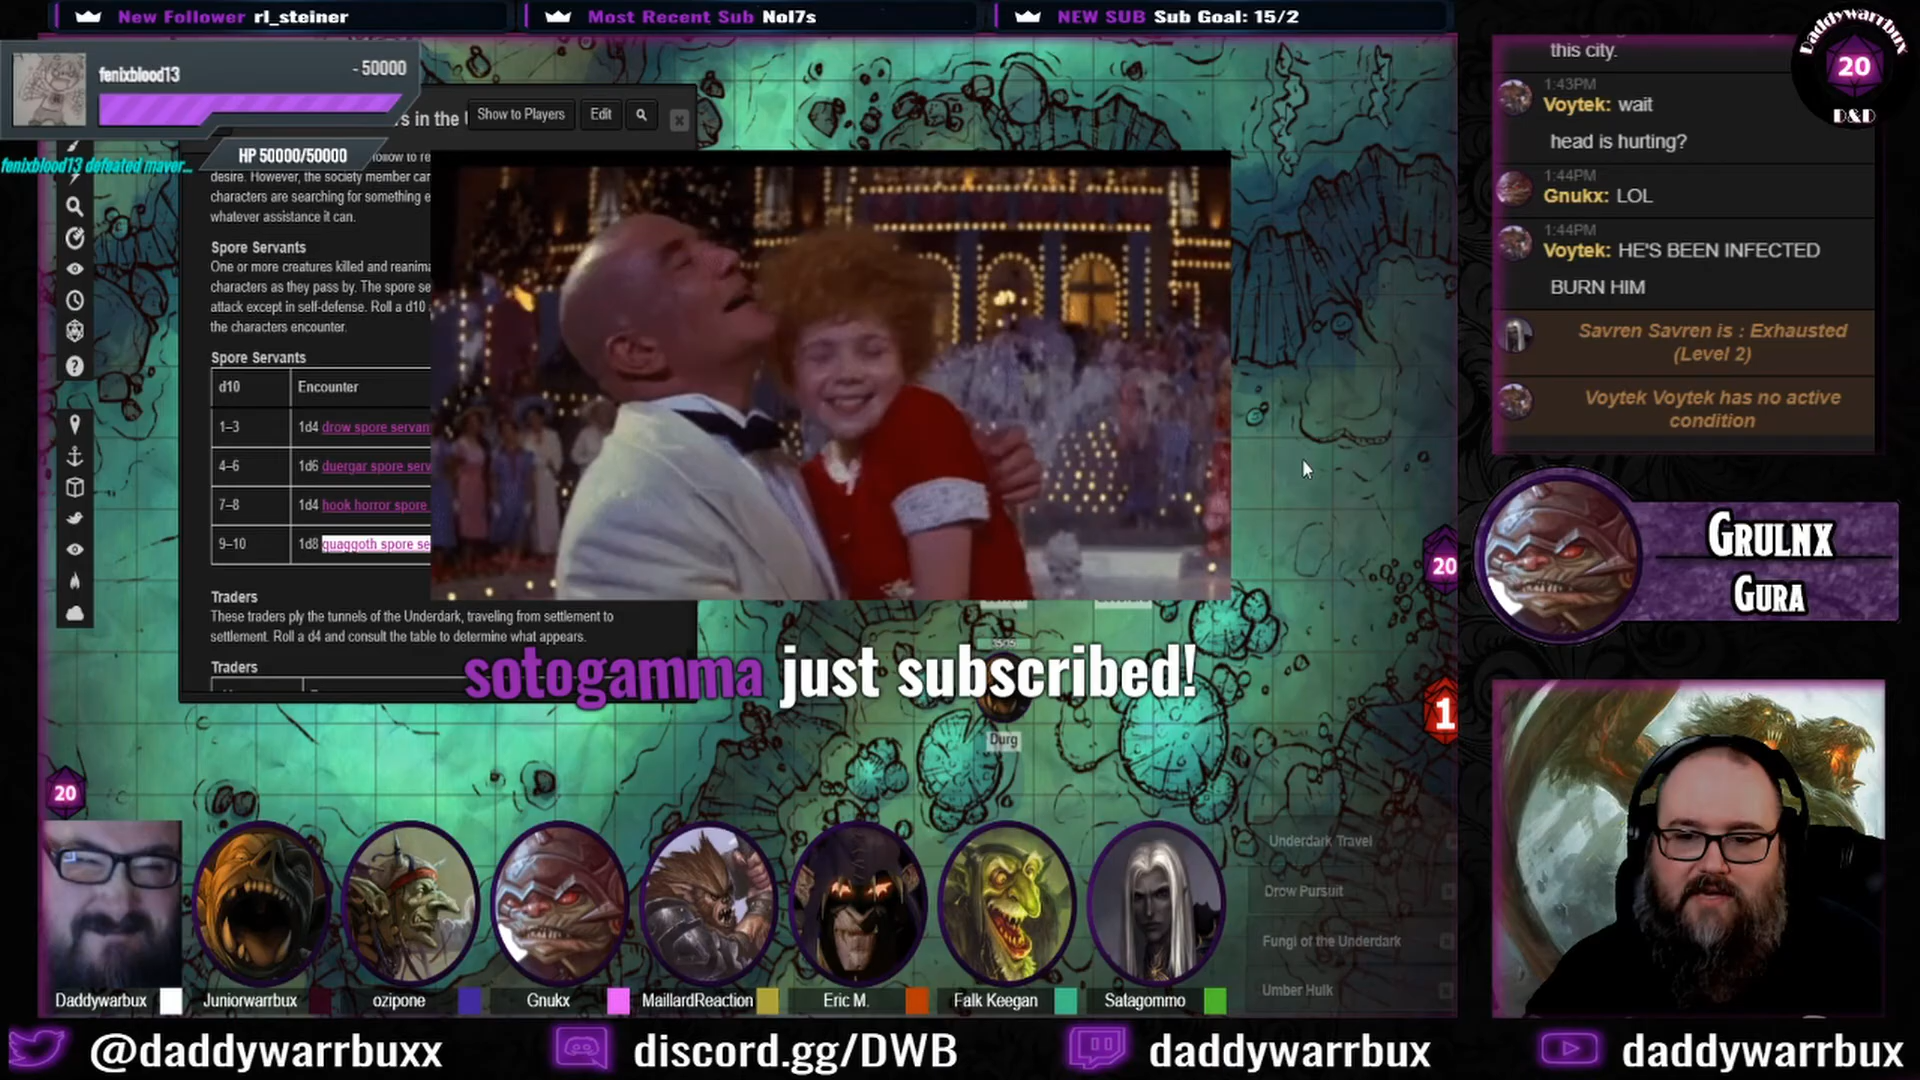 New Follower rl_steiner
Most Recent Sub Nol7s
NEW SUB Sub Goal: 15/2
fenixblood13
- 50000
HP 50000/50000
fenixblood13 defeated maver...
s in the
Show to Players
Edit
follow to re
desire. However, the society member can
characters are searching for something e
whatever assistance it can.
Spore Servants
One or more creatures killed and reanima
characters as they pass by. The spore se
attack except in self-defense. Roll a d10
the characters encounter.
Spore Servants
d10 Encounter
1–3 1d4 drow spore servan
4–6 1d6 duergar spore serv
7–8 1d4 hook horror spore
9–10 1d8 quaggoth spore se
Traders
These traders ply the tunnels of the Underdark, traveling from settlement to
settlement. Roll a d4 and consult the table to determine what appears.
Traders
sotogamma just subscribed!
Durg
20
20
1
Underdark Travel
Drow Pursuit
Fungi of the Underdark
Umber Hulk
Daddywarbux
Juniorwarrbux
ozipone
Gnukx
MaillardReaction
Eric M.
Falk Keegan
Satagommo
this city.
1:43PM
Voytek: wait
head is hurting?
1:44PM
Gnukx: LOL
1:44PM
Voytek: HE'S BEEN INFECTED
BURN HIM
Savren Savren is : Exhausted
(Level 2)
Voytek Voytek has no active
condition
Daddywarrbux
20
D&D
GRULNX
GURA
@daddywarrbuxx
discord.gg/DWB
daddywarrbux
daddywarrbux